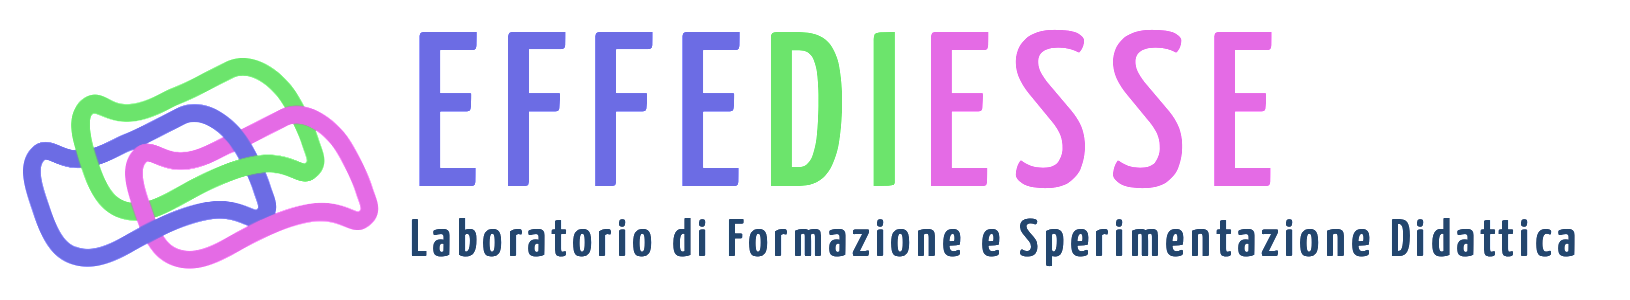 EFFEDIESSE
Laboratorio di Formazione e Sperimentazione Didattica